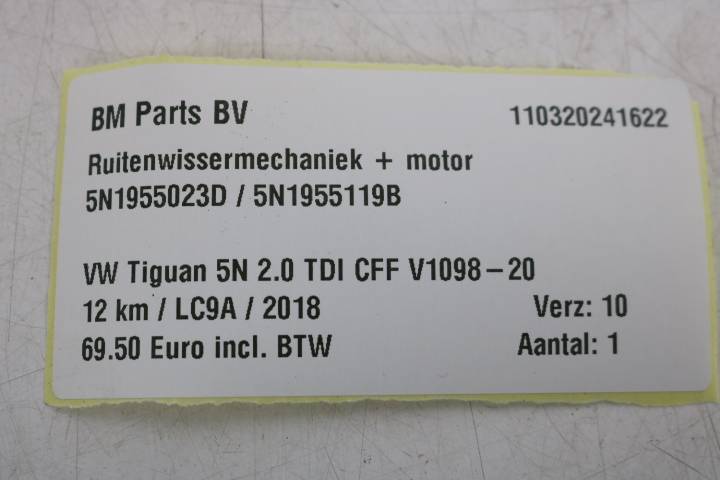 BM Parts BV 110320241622
Ruitenwissermechaniek + motor
5N1955023D / 5N1955119B
VW Tiguan 5N 2.0 TDI CFF V1098-20
12 km / LC9A / 2018 Verz: 10
69.50 Euro incl. BTW Aantal: 1